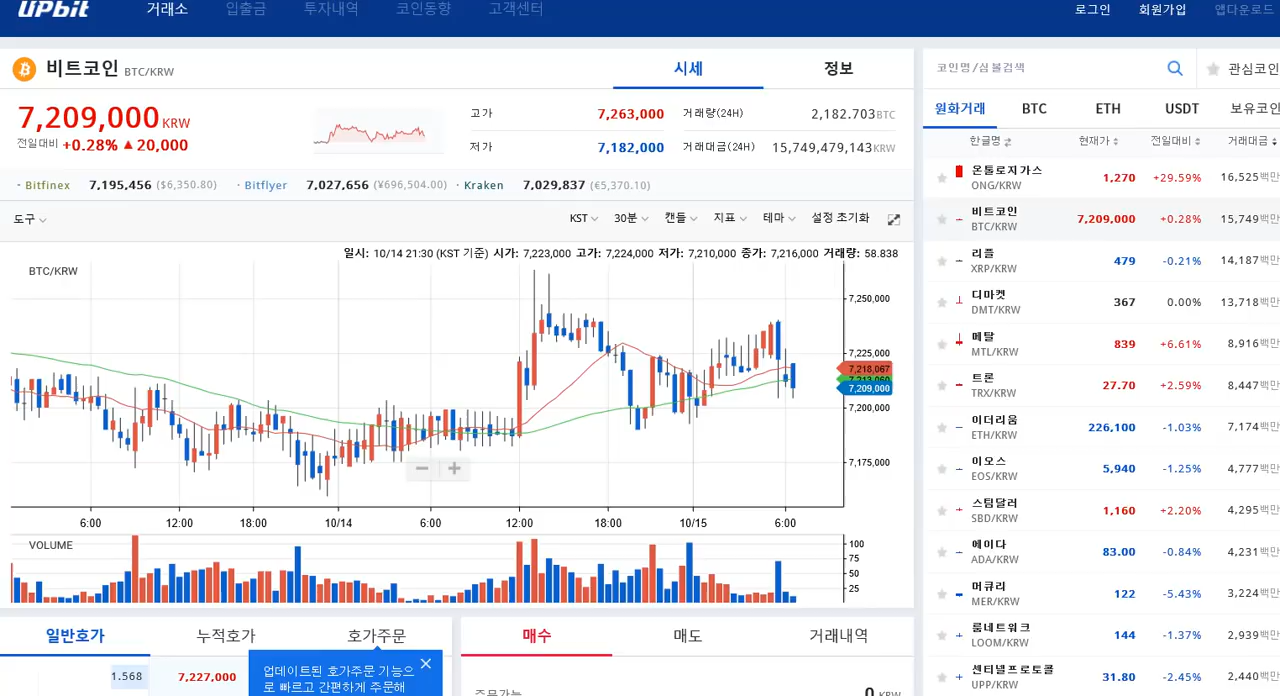 UPbit 거래소 입출금 투자내역 코인동향 고객센터 로그인 회원가입 앱다운로드
비트코인 BTC/KRW 시세 정보
7,209,000 KRW
전일대비 +0.28% ▲ 20,000
고가 7,263,000 거래량(24H) 2,182.703 BTC
저가 7,182,000 거래대금(24H) 15,749,479,143 KRW
· Bitfinex 7,195,456 ($6,350.80) · Bitflyer 7,027,656 (¥696,504.00) · Kraken 7,029,837 (€5,370.10)
도구 KST 30분 캔들 지표 테마 설정 초기화
일시: 10/14 21:30 (KST 기준) 시가: 7,223,000 고가: 7,224,000 저가: 7,210,000 종가: 7,216,000 거래량: 58.838
BTC/KRW
7,250,000
7,225,000
7,218,067
7,209,000
7,200,000
7,175,000
6:00 12:00 18:00 10/14 6:00 12:00 18:00 10/15 6:00
VOLUME
100
75
50
25
일반호가 누적호가 호가주문
1.568 7,227,000
업데이트된 호가주문 기능으
로 빠르고 간편하게 주문해
매수 매도 거래내역
주문가능 0 KRW
코인명/심볼검색 관심코인
원화거래 BTC ETH USDT 보유코인
한글명 현재가 전일대비 거래대금
온톨로지가스 1,270 +29.59% 16,525백만
ONG/KRW
비트코인 7,209,000 +0.28% 15,749백만
BTC/KRW
리플 479 -0.21% 14,187백만
XRP/KRW
디마켓 367 0.00% 13,718백만
DMT/KRW
메탈 839 +6.61% 8,916백만
MTL/KRW
트론 27.70 +2.59% 8,447백만
TRX/KRW
이더리움 226,100 -1.03% 7,174백만
ETH/KRW
이오스 5,940 -1.25% 4,777백만
EOS/KRW
스팀달러 1,160 +2.20% 4,295백만
SBD/KRW
에이다 83.00 -0.84% 4,231백만
ADA/KRW
머큐리 122 -5.43% 3,224백만
MER/KRW
룸네트워크 144 -1.37% 2,939백만
LOOM/KRW
센티넬프로토콜 31.80 -2.45% 2,440백만
UPP/KRW